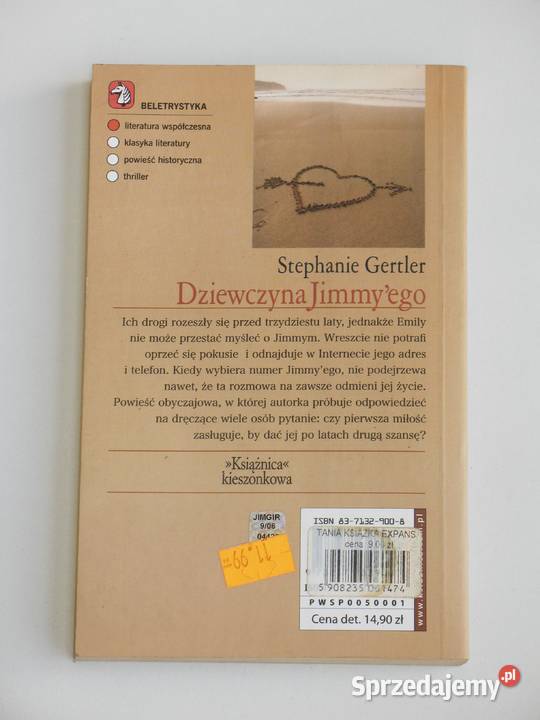 BELETRYSTYKA
literatura współczesna
klasyka literatury
powieść historyczna
thriller
Stephanie Gertler
Dziewczyna Jimmy'ego
Ich drogi rozeszły się przed trzydziestu laty, jednakże Emily
nie może przestać myśleć o Jimmym. Wreszcie nie potrafi
oprzeć się pokusie i odnajduje w Internecie jego adres
i telefon. Kiedy wybiera numer Jimmy'ego, nie podejrzewa
nawet, że ta rozmowa na zawsze odmieni jej życie.
Powieść obyczajowa, w której autorka próbuje odpowiedzieć
na dręczące wiele osób pytanie: czy pierwsza miłość
zasługuje, by dać jej po latach drugą szansę?
»Książnica«
kieszonkowa
JIMGIR
9/06
11,99
ISBN 83-7132-900-8
TANIA KSIĄŻKA EXPANS
cena
PWSP0050001
Cena det. 14,90 zł
Sprzedajemy.pl